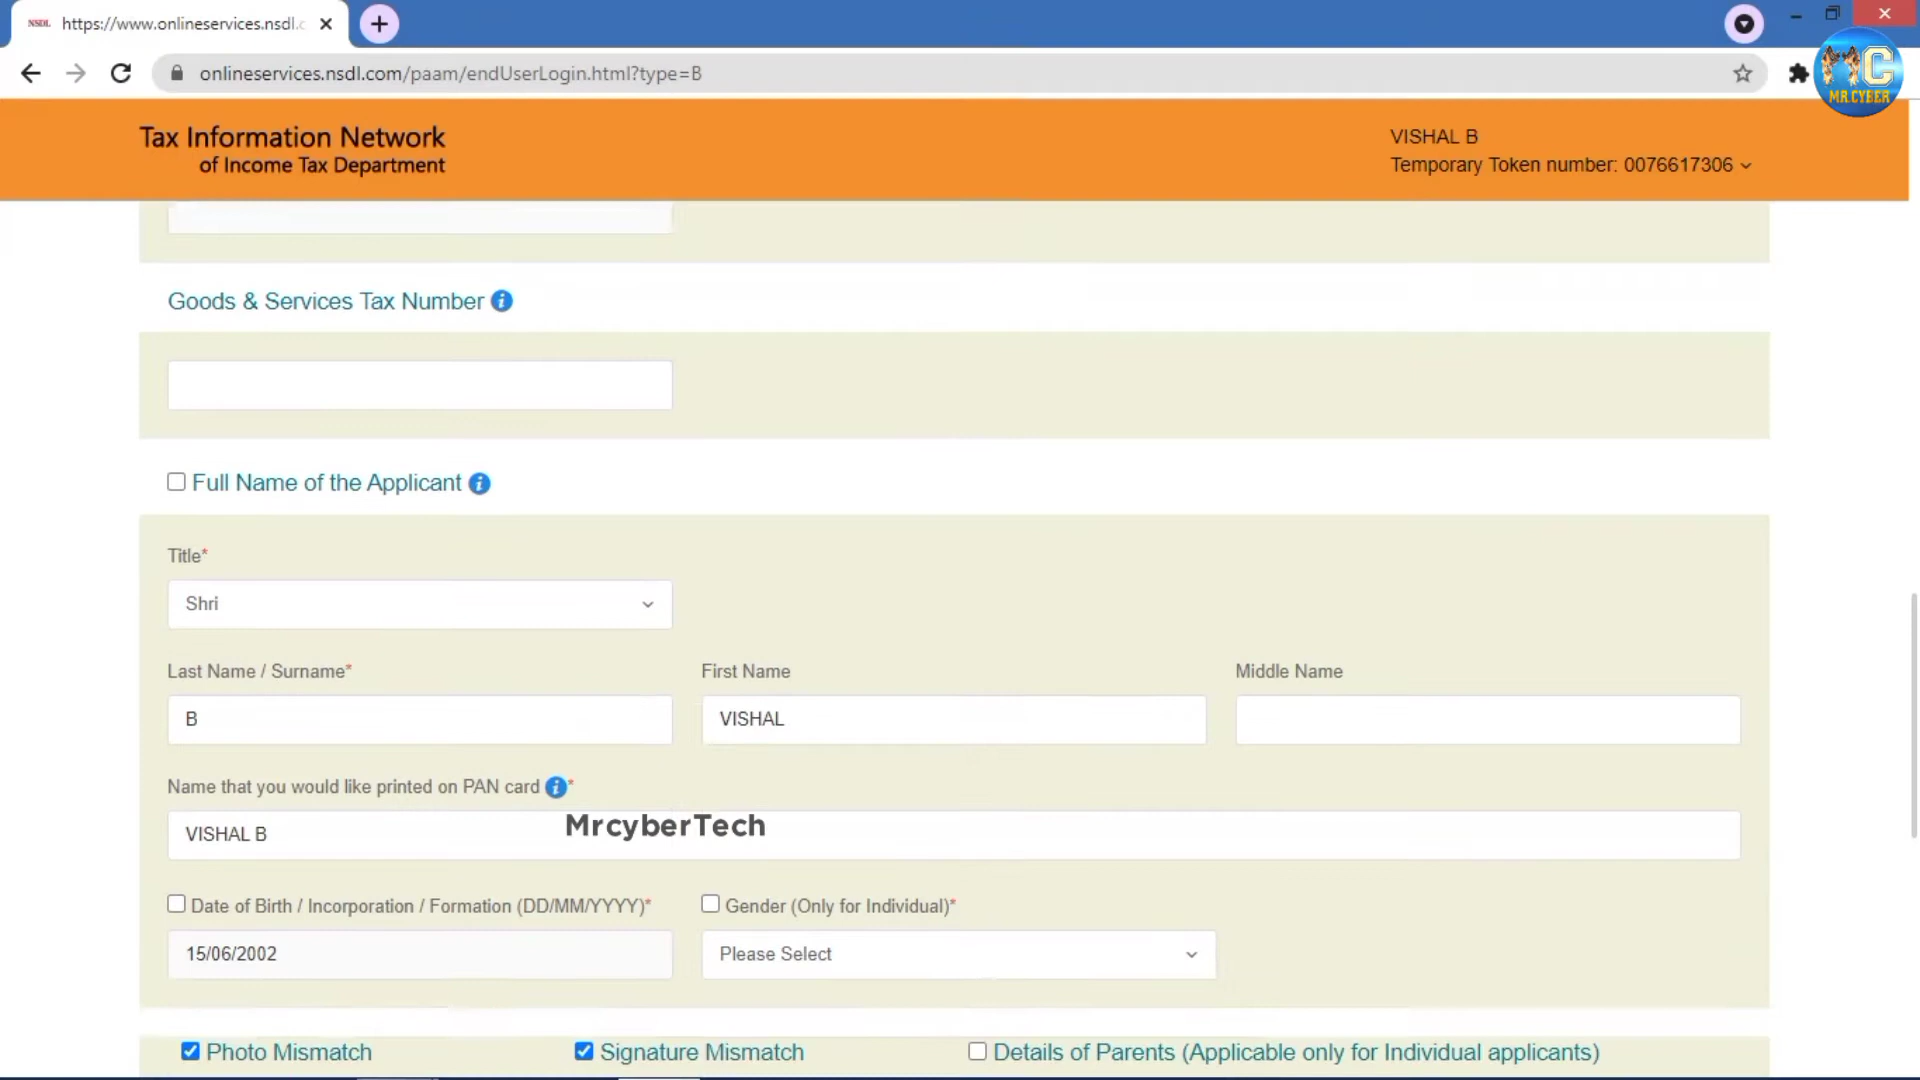 NSDL https://www.onlineservices.nsdl.c
onlineservices.nsdl.com/paam/endUserLogin.html?type=B
MR.CYBER
Tax Information Network
of Income Tax Department
VISHAL B
Temporary Token number: 0076617306
Goods & Services Tax Number
Full Name of the Applicant
Title*
Shri
Last Name / Surname* First Name Middle Name
B VISHAL
Name that you would like printed on PAN card *
VISHAL B
MrcyberTech
Date of Birth / Incorporation / Formation (DD/MM/YYYY)* Gender (Only for Individual)*
15/06/2002 Please Select
Photo Mismatch Signature Mismatch Details of Parents (Applicable only for Individual applicants)